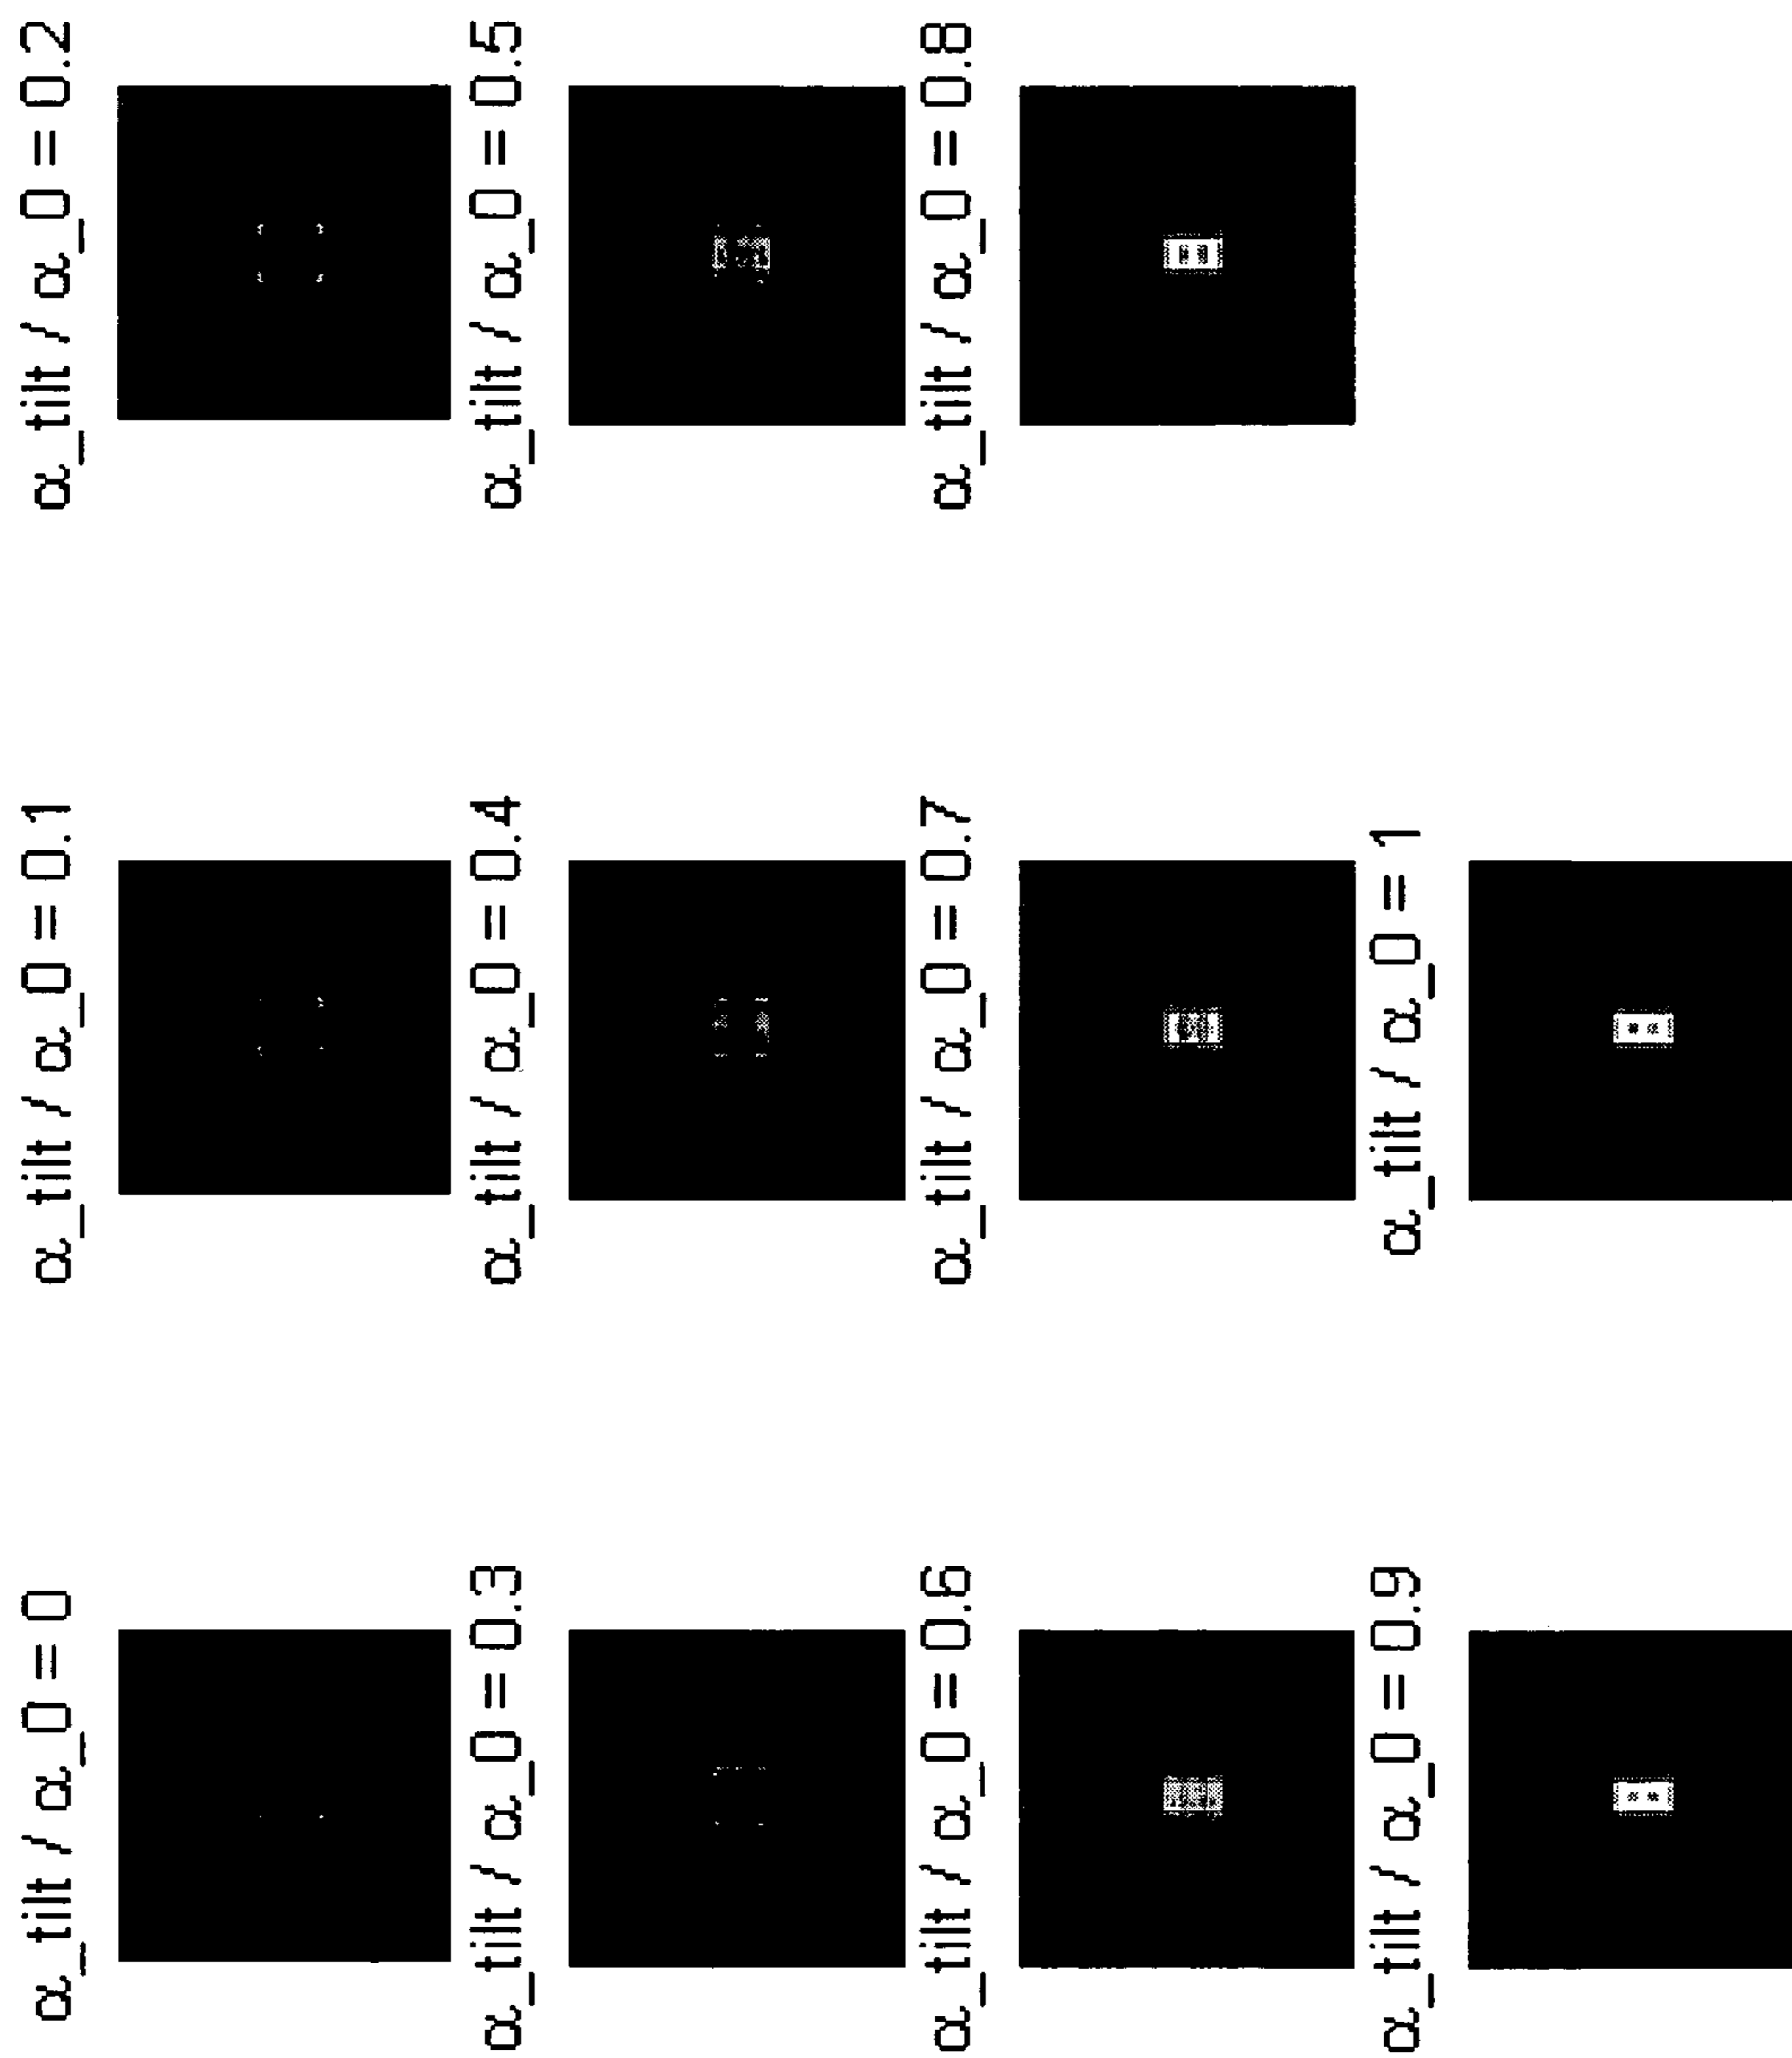 α_tilt / α_0 = 0
α_tilt / α_0 = 0.1
α_tilt / α_0 = 0.2
α_tilt / α_0 = 0.3
α_tilt / α_0 = 0.4
α_tilt / α_0 = 0.5
α_tilt / α_0 = 0.6
α_tilt / α_0 = 0.7
α_tilt / α_0 = 0.8
α_tilt / α_0 = 0.9
α_tilt / α_0 = 1